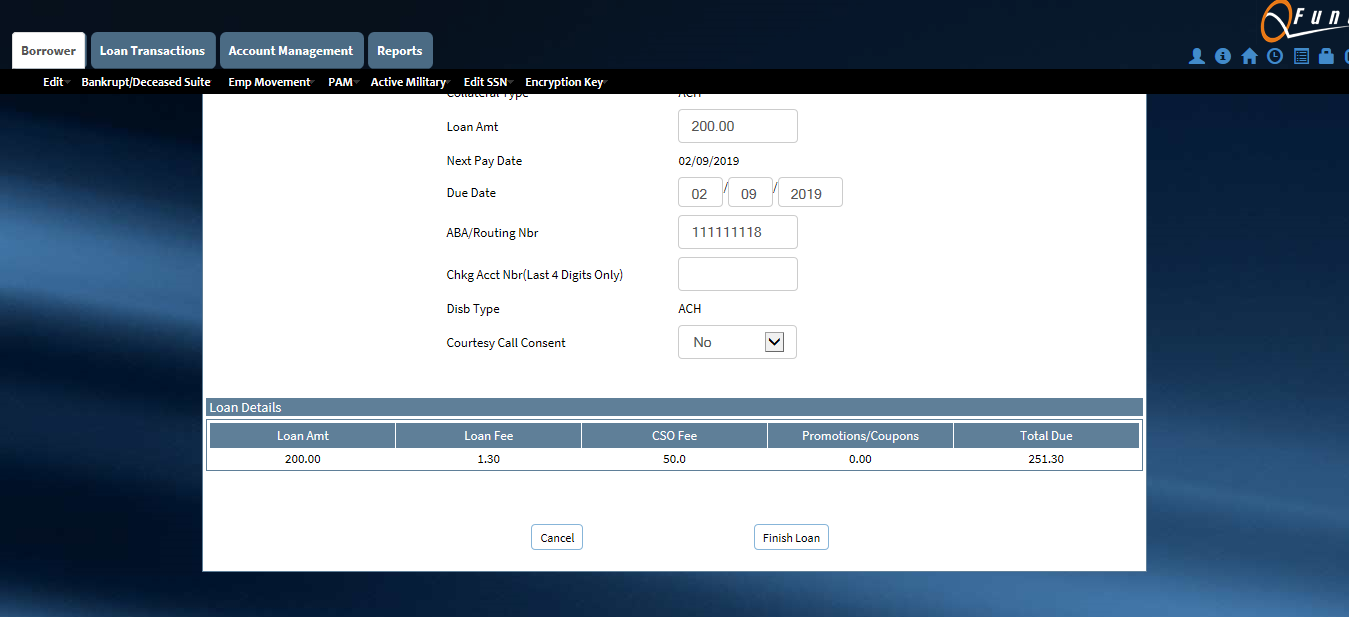 Fun
Borrower Loan Transactions Account Management Reports
Edit Bankrupt/Deceased Suite Emp Movement PAM Active Military Edit SSN Encryption Key
Collateral Type ACH
Loan Amt 200.00
Next Pay Date 02/09/2019
Due Date 02 / 09 / 2019
ABA/Routing Nbr 111111118
Chkg Acct Nbr(Last 4 Digits Only)
Disb Type ACH
Courtesy Call Consent No
Loan Details
Loan Amt Loan Fee CSO Fee Promotions/Coupons Total Due
200.00 1.30 50.0 0.00 251.30
Cancel Finish Loan